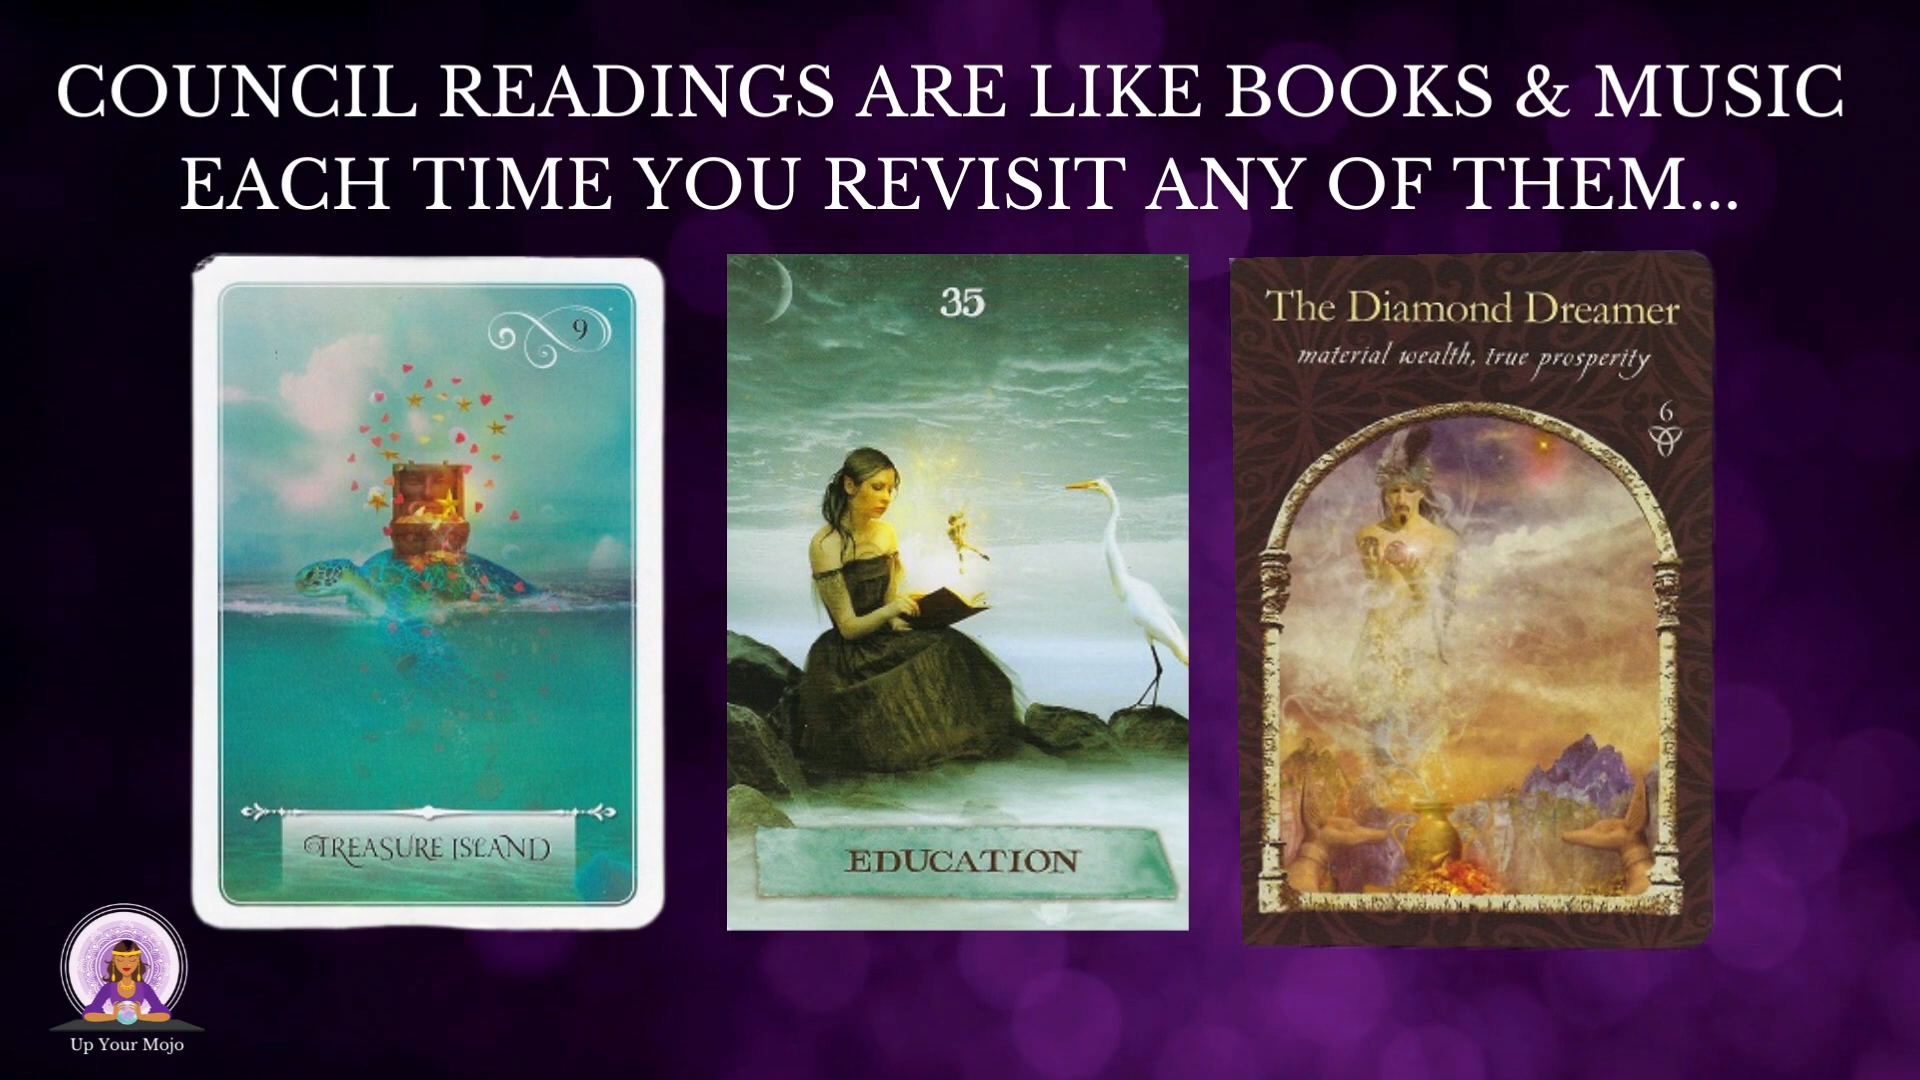 COUNCIL READINGS ARE LIKE BOOKS & MUSIC
EACH TIME YOU REVISIT ANY OF THEM...
9
TREASURE ISLAND
35
EDUCATION
The Diamond Dreamer
material wealth, true prosperity
6
Up Your Mojo